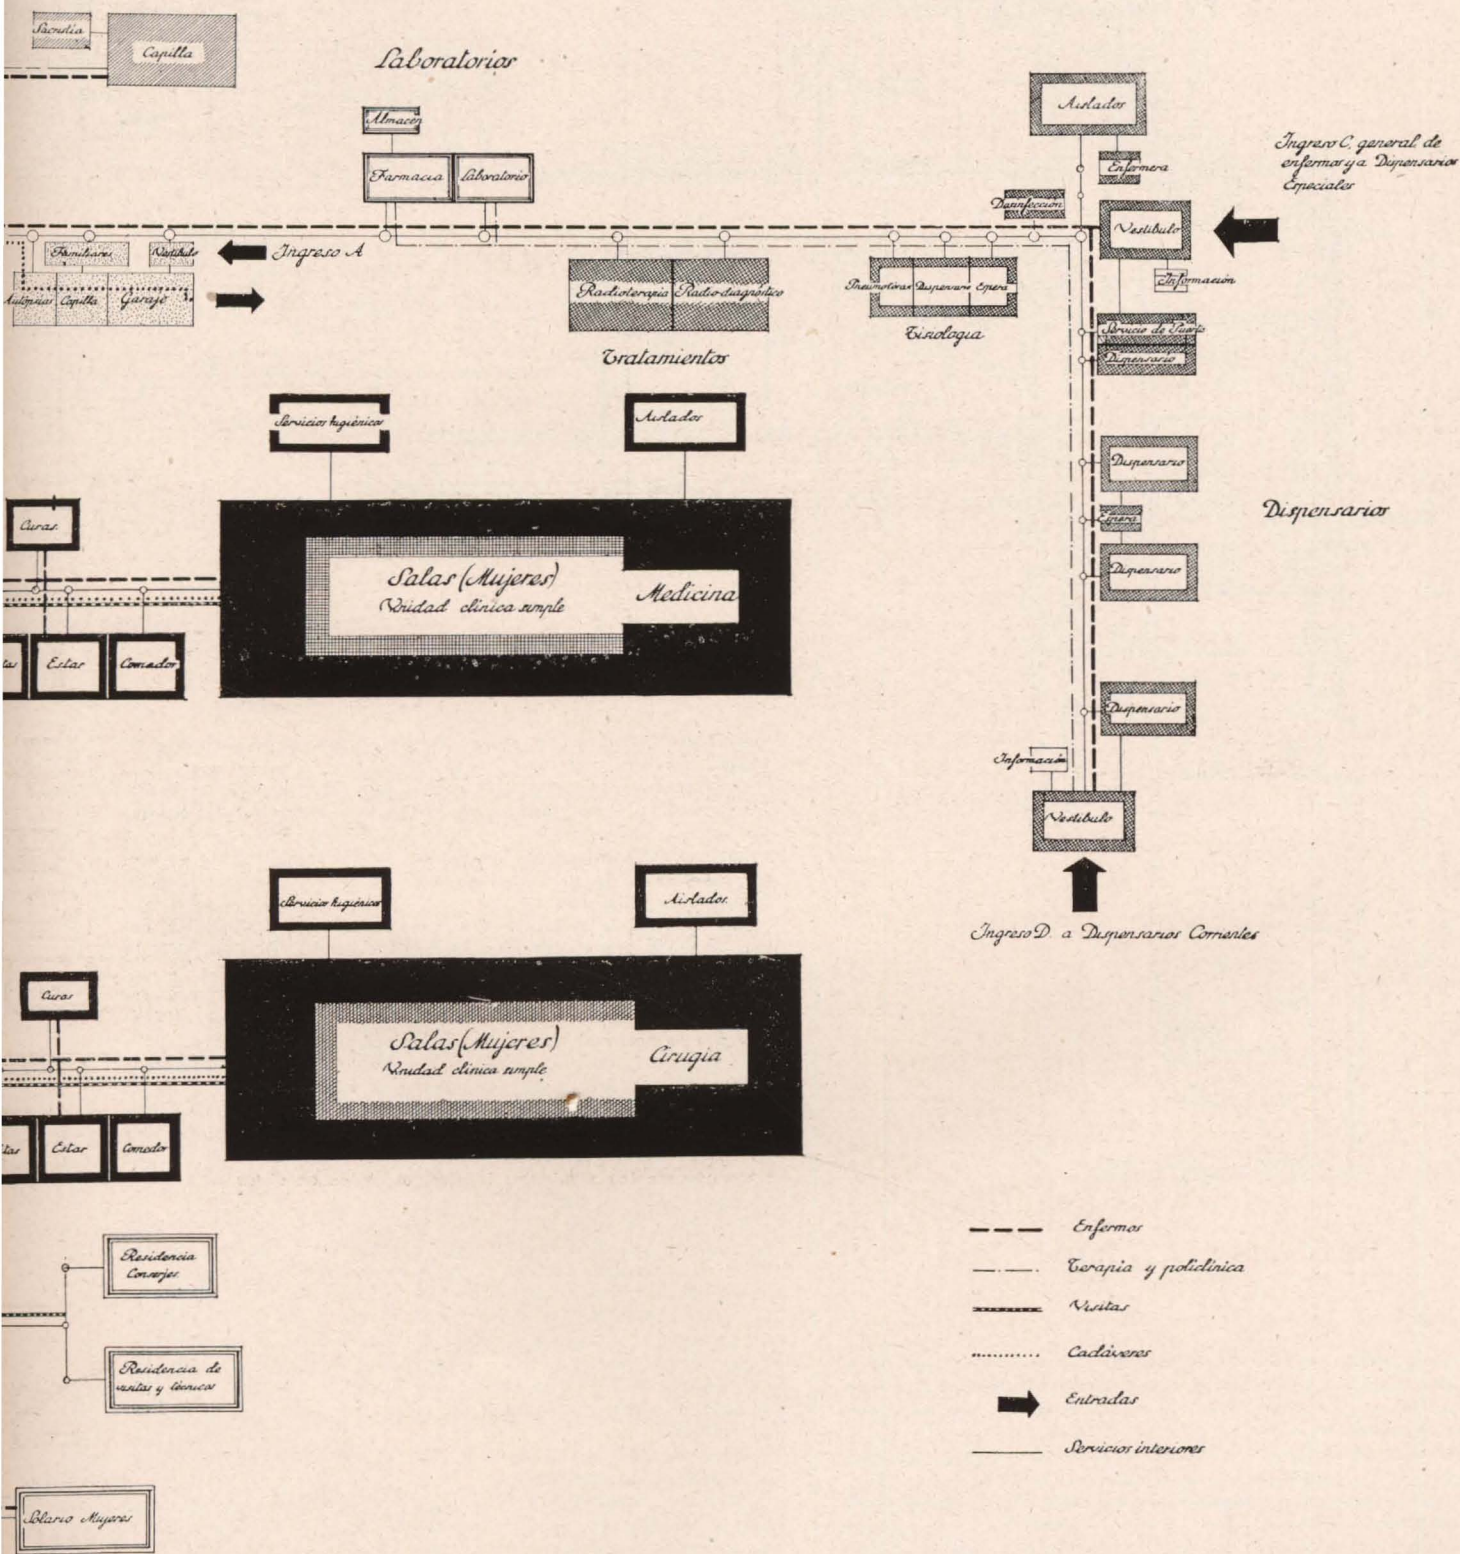 Sacristía
Capilla
Laboratorios
Almacén
Farmacia
Laboratorio
Aislados
Enfermera
Ingreso C. general, de
enfermos y a Dispensarios
Especiales
Desinfección
Vestíbulo
Información
Familiares
Vestíbulo
Ingreso A
Autopsias
Capilla
Garaje
Radioterapia
Radio-diagnóstico
Tratamientos
Dispensario
Espera
Tisiología
Dispensario
Servicios higiénicos
Aislados
Dispensario
Espera
Dispensario
Dispensarios
Curas.
Salas (Mujeres)
Unidad clínica simple
Medicina
Estar
Comedor
Dispensario
Información
Vestíbulo
Ingreso D. a Dispensarios Corrientes
Servicios higiénicos
Aislados.
Curas
Salas (Mujeres)
Unidad clínica simple
Cirugía
tas
Estar
Comedor
Residencia
Conserjes.
Residencia de
visitas y técnicos
Solario Mujeres
Enfermos
Terapia y policlínica
Visitas
Cadáveres
Entradas
Servicios interiores